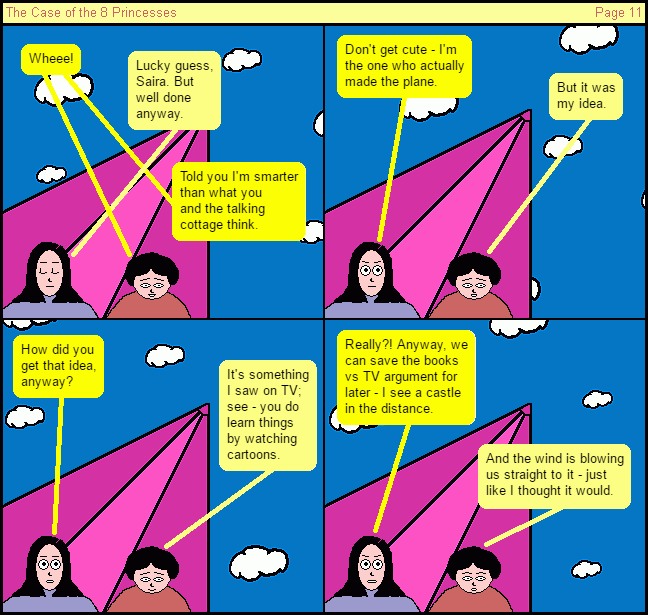 The Case of the 8 Princesses
Page 11
Wheee!
Lucky guess,
Saira. But
well done
anyway.
Told you I'm smarter
than what you
and the talking
cottage think.
Don't get cute - I'm
the one who actually
made the plane.
But it was
my idea.
How did you
get that idea,
anyway?
It's something
I saw on TV;
see - you do
learn things
by watching
cartoons.
Really?! Anyway, we
can save the books
vs TV argument for
later - I see a castle
in the distance.
And the wind is blowing
us straight to it - just
like I thought it would.